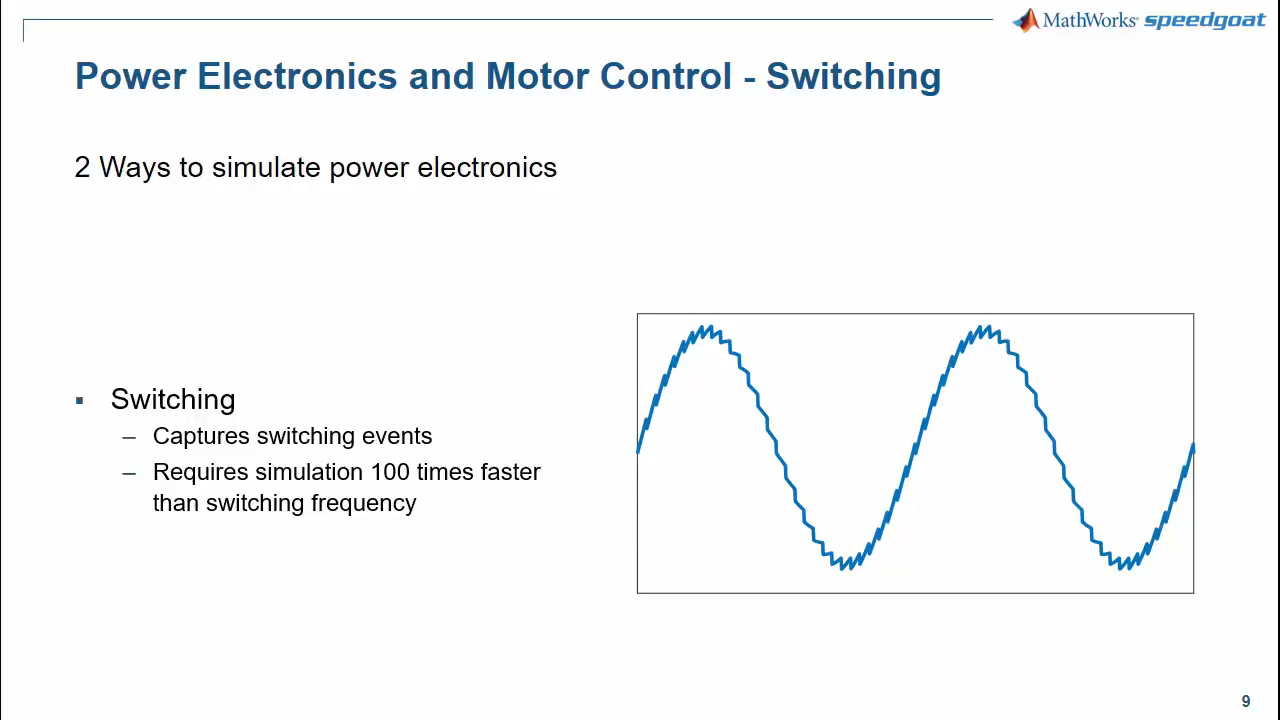 MathWorks® speedgoat
Power Electronics and Motor Control - Switching
2 Ways to simulate power electronics
▪ Switching
– Captures switching events
– Requires simulation 100 times faster
than switching frequency
9